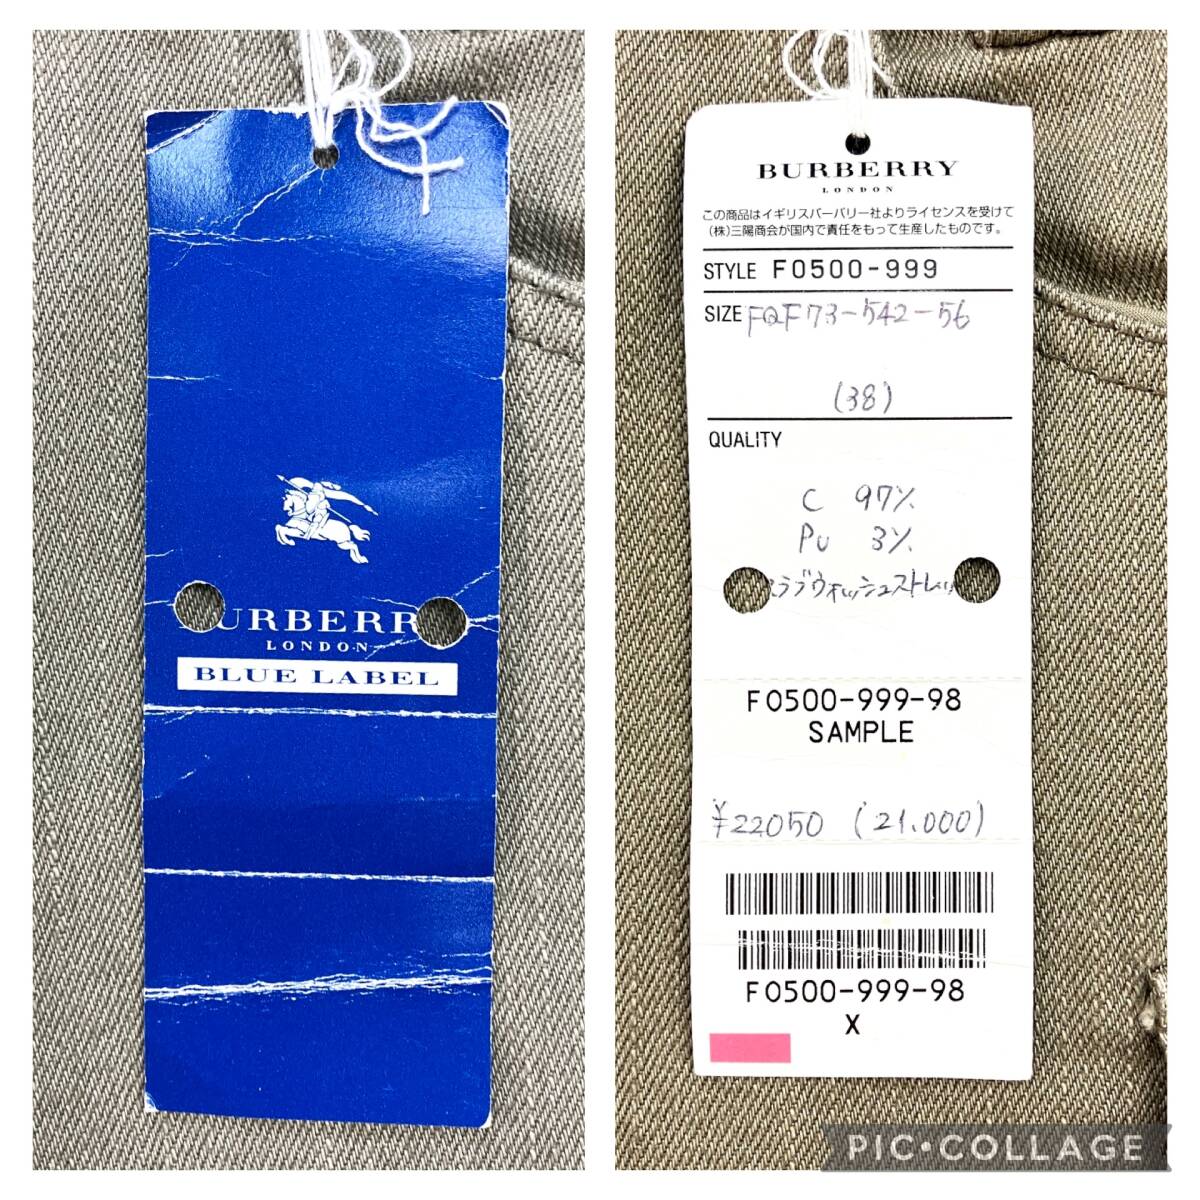 BURBERRY
LONDON
BLUE LABEL
BURBERRY
LONDON
この商品はイギリスバーバリー社よりライセンスを受けて
(株)三陽商会が国内で責任をもって生産したものです。
STYLE F0500-999
SIZE FQF73-542-56
(38)
QUALITY
C 97%
PU 3%
スラブウォッシュストレッチ
F0500-999-98
SAMPLE
¥22050 (21.000)
F0500-999-98
X
PIC•COLLAGE